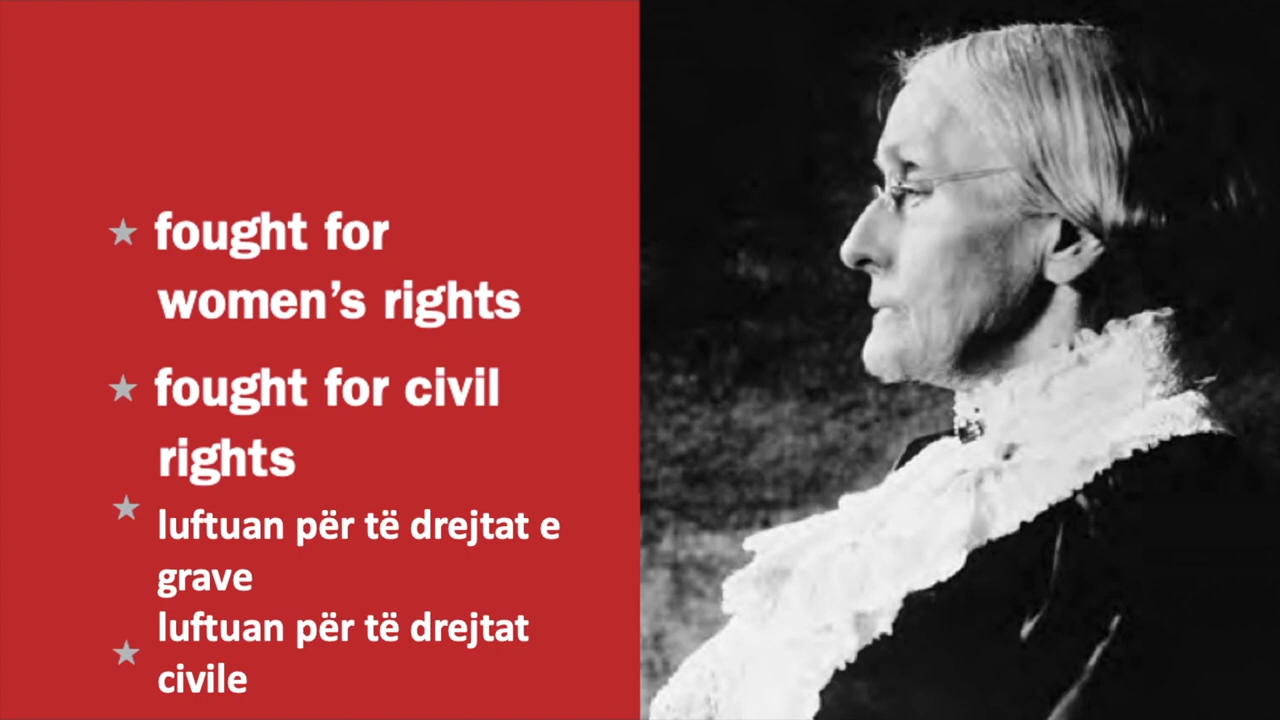 fought for
women’s rights
fought for civil
rights
luftuan për të drejtat e
grave
luftuan për të drejtat
civile